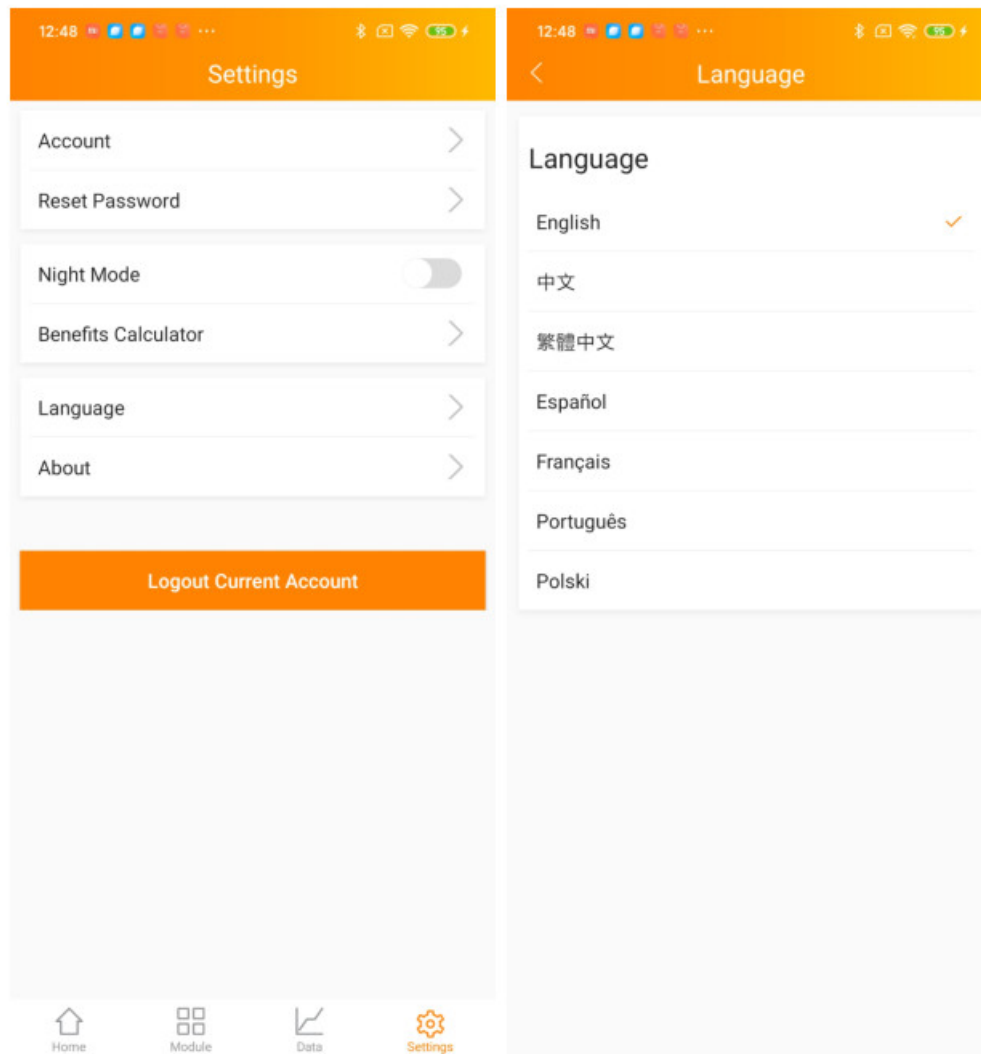 12:48
Settings
Account
Reset Password
Night Mode
Benefits Calculator
Language
About
Logout Current Account
Home
Module
Data
Settings
12:48
Language
Language
English
中文
繁體中文
Español
Français
Português
Polski